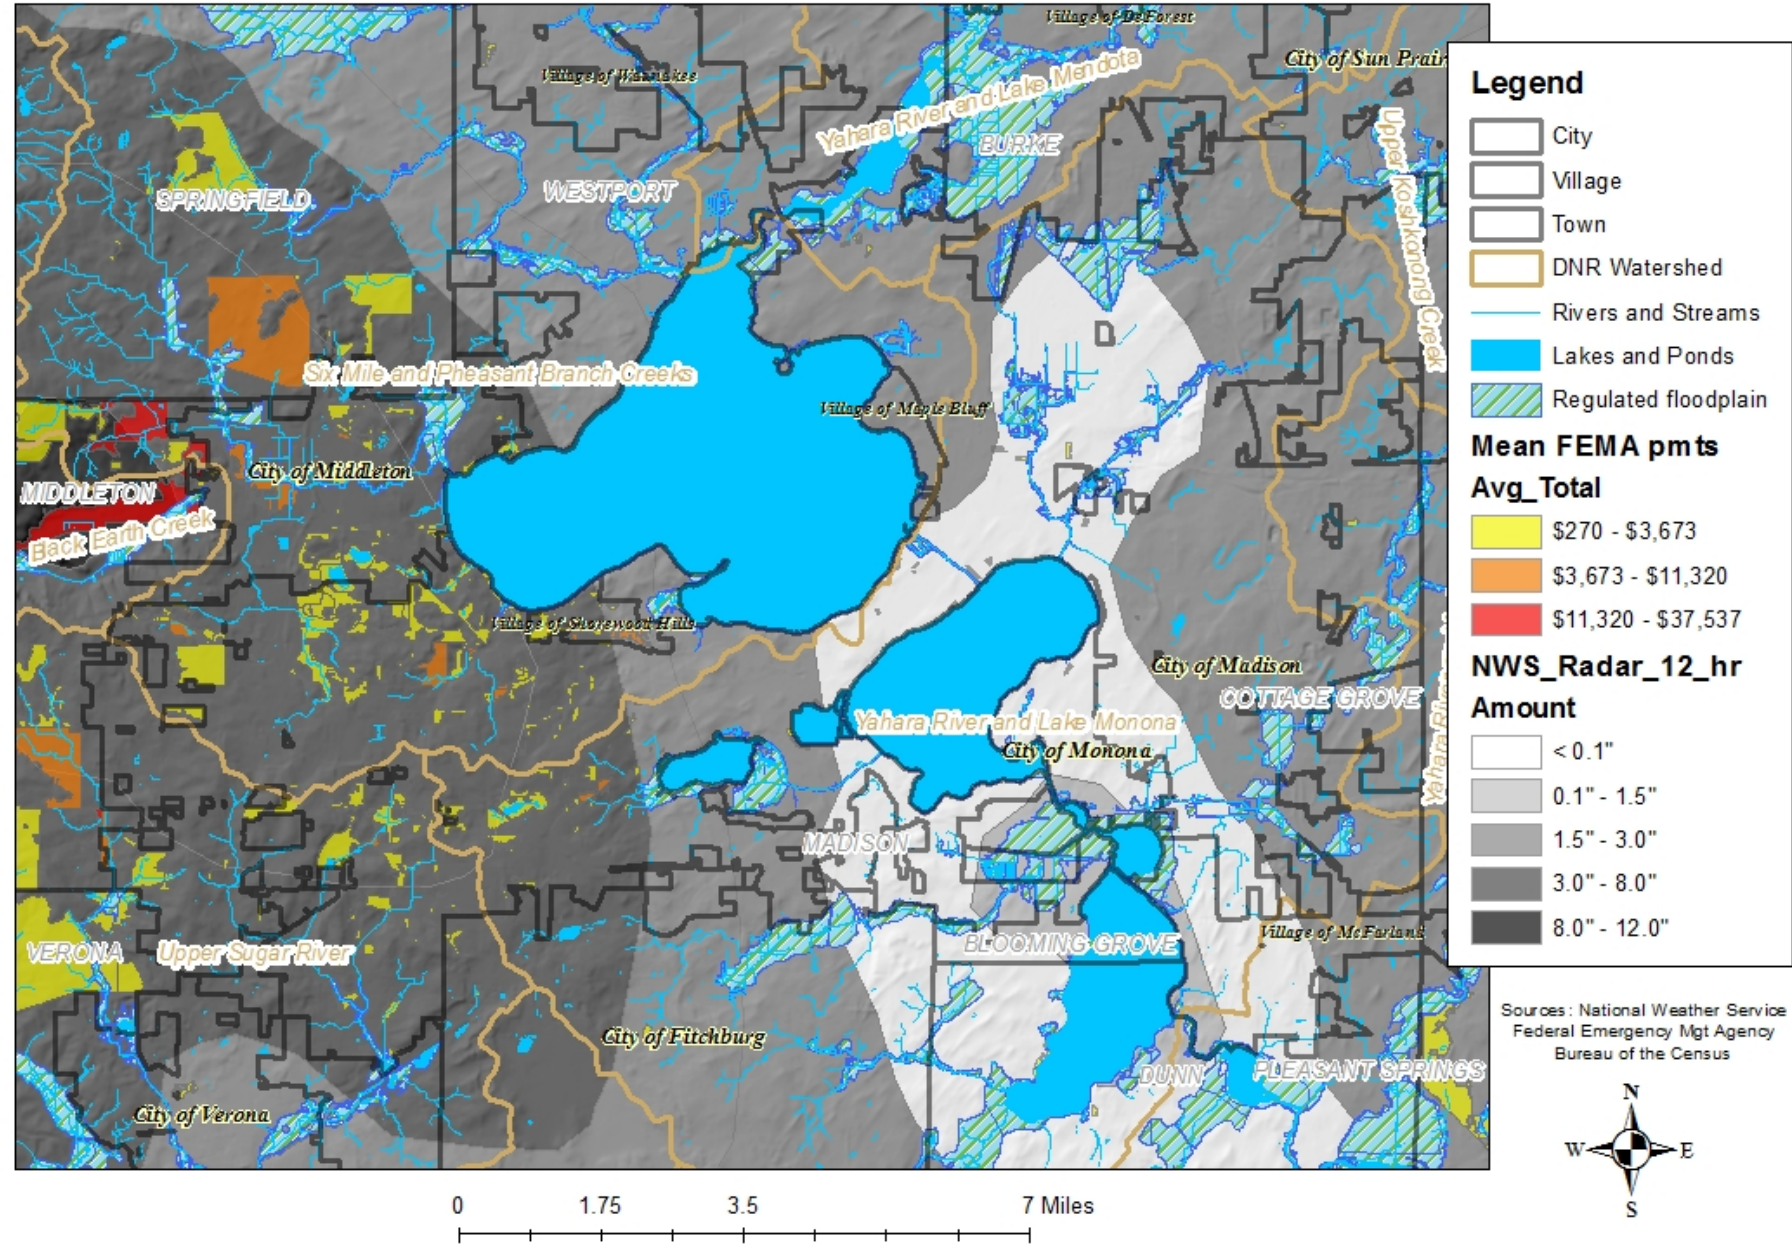 Village of DeForest
City of Sun Prair
Village of Waunakee
Yahara River and Lake Mendota
BURKE
Upper Koshkonong Creek
SPRINGFIELD
WESTPORT
Six Mile and Pheasant Branch Creeks
Village of Maple Bluff
City of Middleton
MIDDLETON
Black Earth Creek
Village of Shorewood Hills
City of Madison
COTTAGE GROVE
Yahara River
Yahara River and Lake Monona
City of Monona
MADISON
Village of McFarland
BLOOMING GROVE
VERONA
Upper Sugar River
City of Fitchburg
DUNN
PLEASANT SPRINGS
City of Verona
Legend
City
Village
Town
DNR Watershed
Rivers and Streams
Lakes and Ponds
Regulated floodplain
Mean FEMA pmts
Avg_Total
$270 - $3,673
$3,673 - $11,320
$11,320 - $37,537
NWS_Radar_12_hr
Amount
< 0.1"
0.1" - 1.5"
1.5" - 3.0"
3.0" - 8.0"
8.0" - 12.0"
Sources: National Weather Service
Federal Emergency Mgt Agency
Bureau of the Census
N
W E
S
0 1.75 3.5 7 Miles